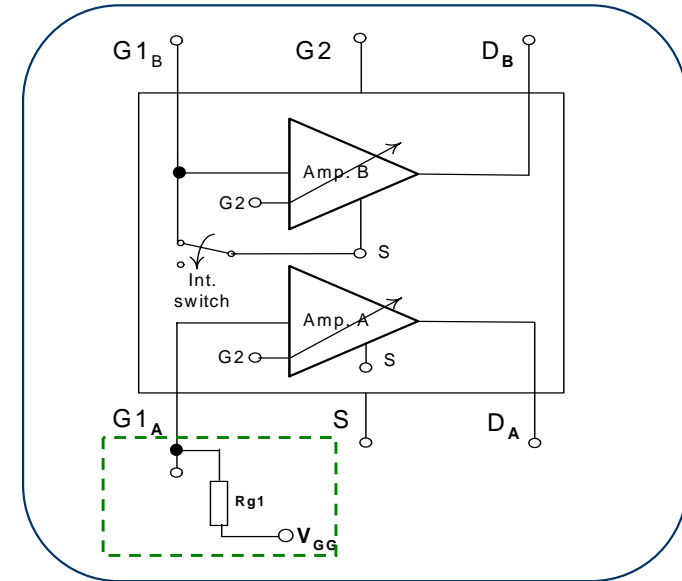 G1B G2 DB
Amp. B
G2
S
Int.
switch
Amp. A
G2 S
G1A S DA
Rg1
VGG